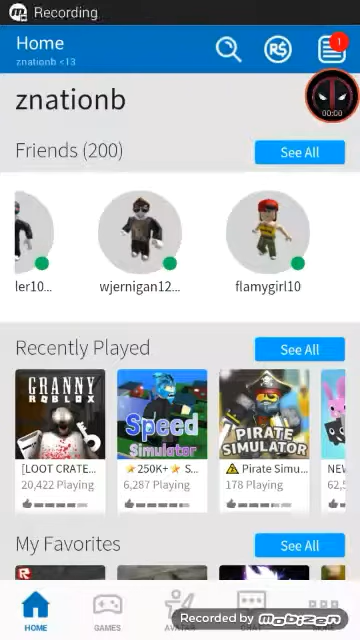 Recording
Home
znationb <13
R$
1
00:00
znationb
Friends (200)
See All
ler10...
wjernigan12...
flamygirl10
Recently Played
See All
GRANNY
ROBLOX
Speed
Simulator
PIRATE
SIMULATOR
[LOOT CRATE...
⭐250K+⭐ S...
⚠ Pirate Simu...
NEW
20,422 Playing
6,287 Playing
178 Playing
62,5
My Favorites
See All
HOME
GAMES
AVATAR
CHAT
Recorded by mobizen